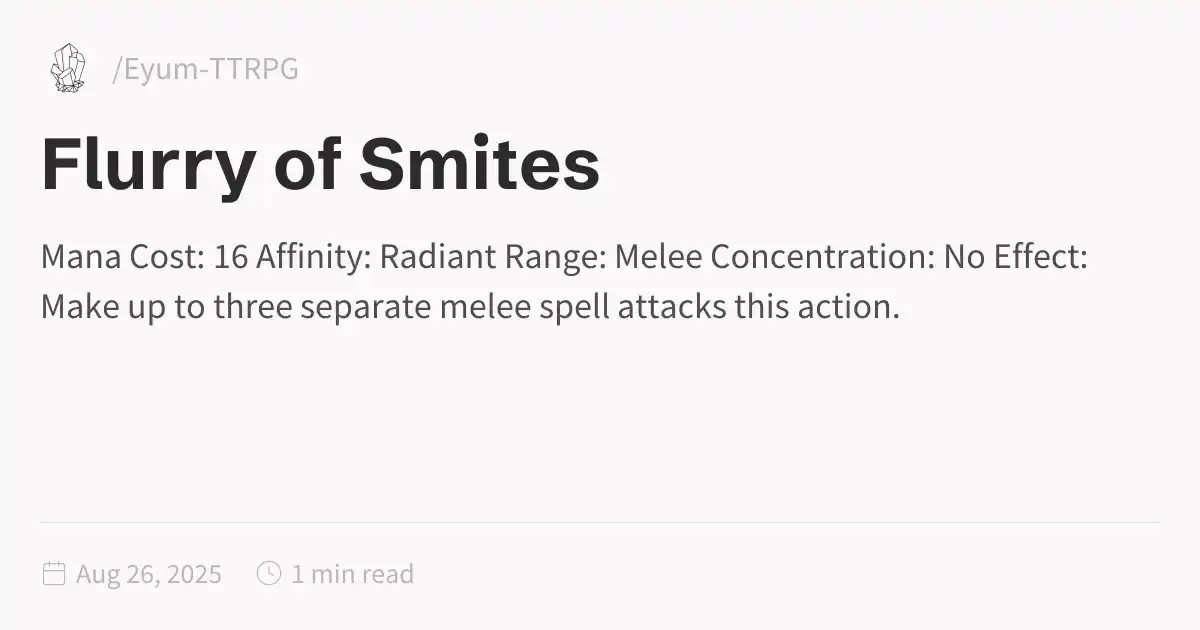 /Eyum-TTRPG
Flurry of Smites
Mana Cost: 16 Affinity: Radiant Range: Melee Concentration: No Effect:
Make up to three separate melee spell attacks this action.
Aug 26, 2025 1 min read